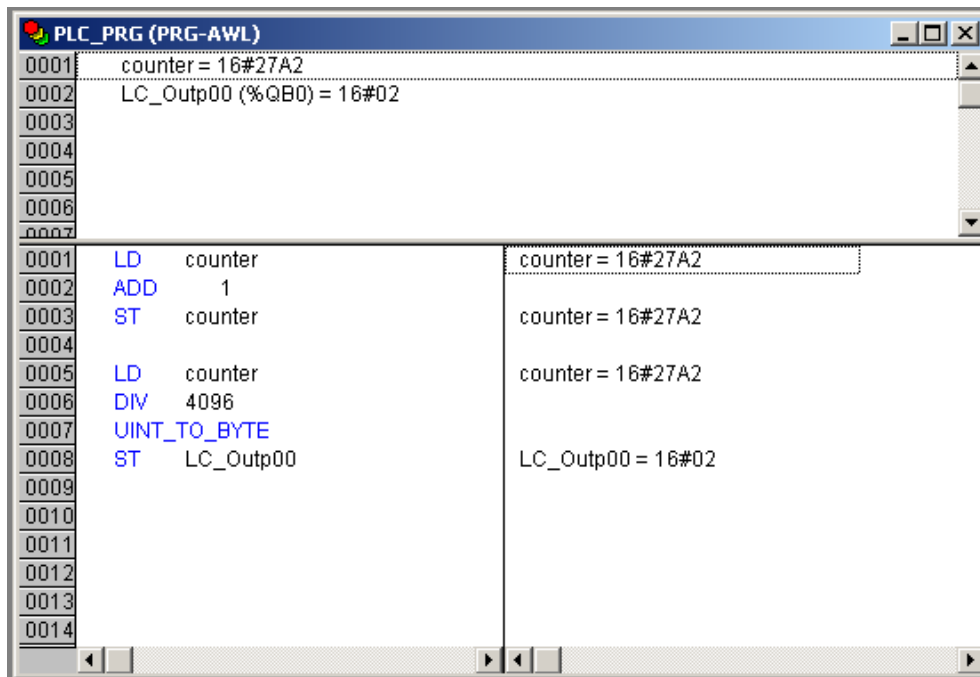 PLC_PRG (PRG-AWL)
0001 counter = 16#27A2
0002 LC_Outp00 (%QB0) = 16#02
0003
0004
0005
0006
0007
0001 LD counter counter = 16#27A2
0002 ADD 1
0003 ST counter counter = 16#27A2
0004
0005 LD counter counter = 16#27A2
0006 DIV 4096
0007 UINT_TO_BYTE
0008 ST LC_Outp00 LC_Outp00 = 16#02
0009
0010
0011
0012
0013
0014